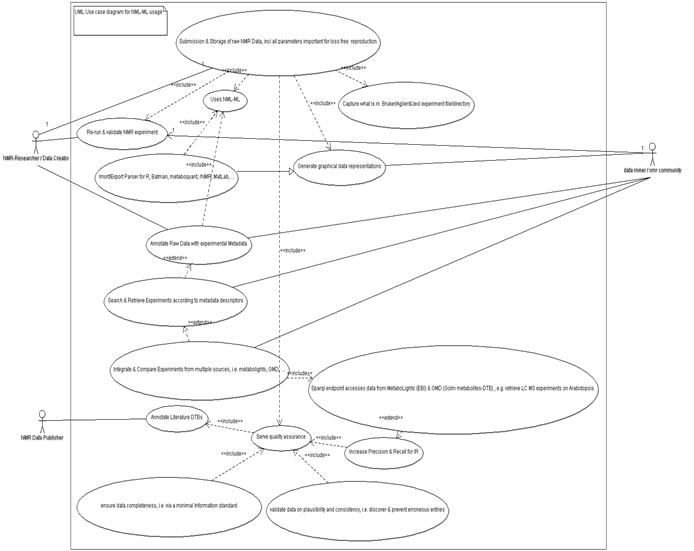 UML Use case diagram for NML-ML usage
Submission & Storage of raw NMR Data, incl all parameters important for loss free reproduction
1
<<include>>
<<include>>
<<include>>
<<include>>
Uses NML-ML
Capture what is in Bruker/Agilent/Jeol experiment file/directory
1
Re-run & validate NMR experiment
1
1
NMR-Researcher / Data Creator
<<include>>
Imort/Export Parser for R, Batman, metaboquant, rNMR, MatLab, ...
Generate graphical data representations
data miner / nmr community
Annotate Raw Data with experimental Metadata
<<include>>
<<extend>>
Search & Retrieve Experiments according to metadata descriptors
<<extend>>
Integrate & Compare Experiments from multiple sources, i.e. metabolights, GMD, ...
<<includes>>
Sparql endpoint accesses data from MetaboLights (EBI) & GMD (Golm metabolites-DTB) , e.g. retrieve LC MS experiments on Arabidopsis.
NMR Data Publisher
Annotate Literature DTBs
<<include>>
<<extend>>
Serve quality assurance
<<include>>
Increase Precision & Recall for IR
<<include>>
<<include>>
ensure data completeness, i.e. via a minimal Information standard
validate data on plausibility and consistency, i.e. discover & prevent erroneous entries